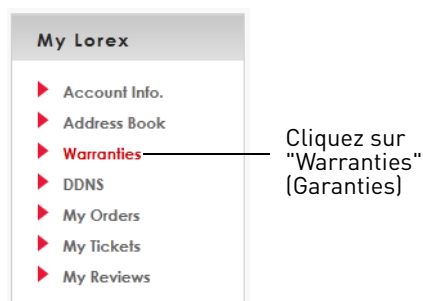 My Lorex
Account Info.
Address Book
Warranties
DDNS
My Orders
My Tickets
My Reviews
Cliquez sur
"Warranties"
(Garanties)